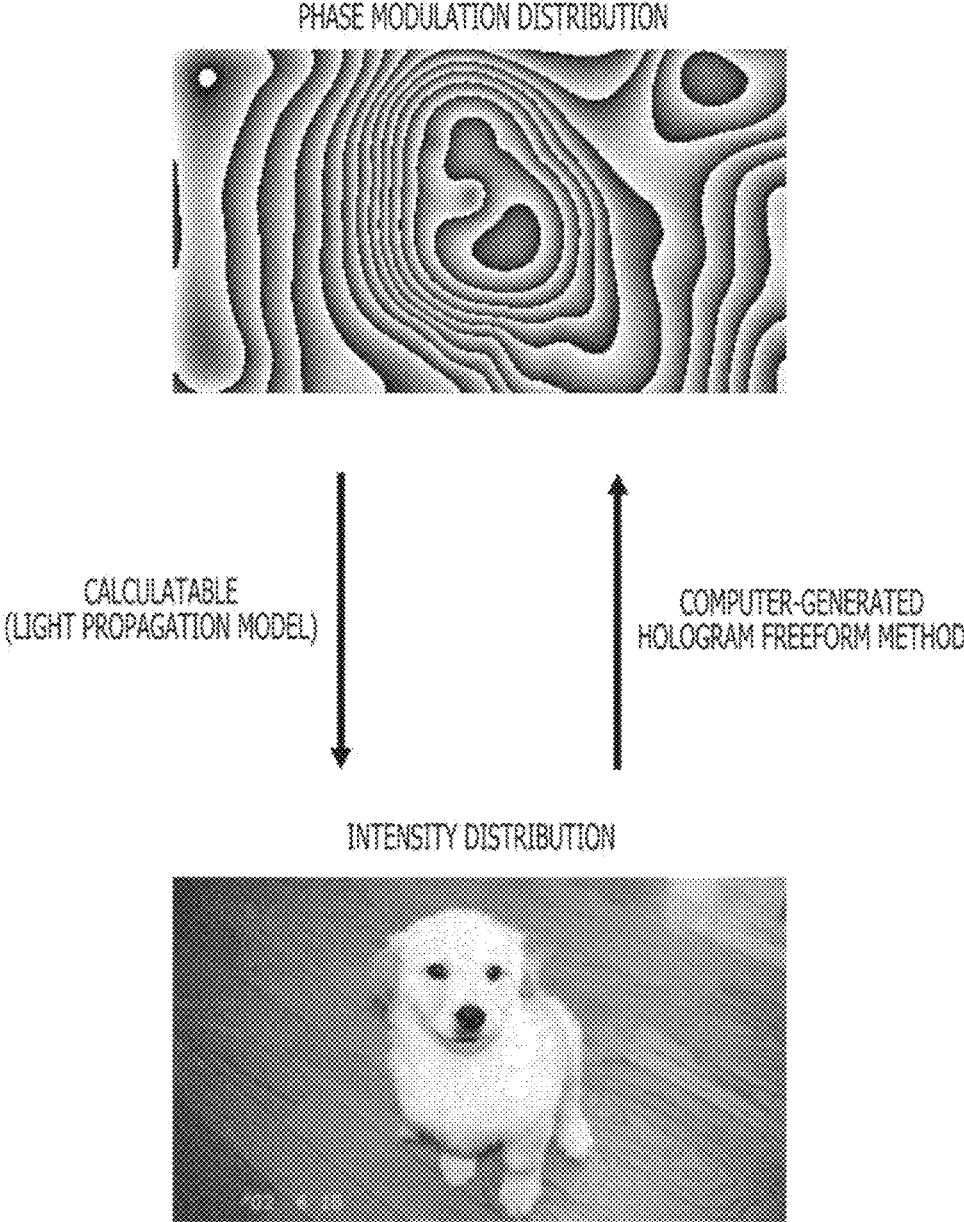 PHASE MODULATION DISTRIBUTION
CALCULATABLE
(LIGHT PROPAGATION MODEL)
COMPUTER-GENERATED
HOLOGRAM FREEFORM METHOD
INTENSITY DISTRIBUTION